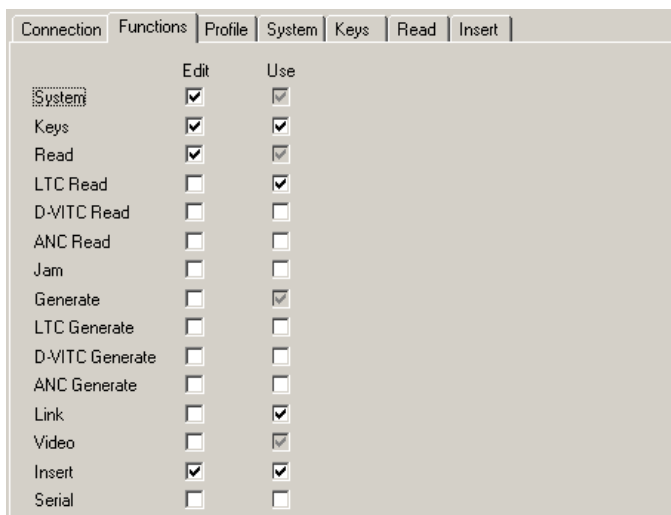 Connection Functions Profile System Keys Read Insert
Edit Use
System
Keys
Read
LTC Read
D-VITC Read
ANC Read
Jam
Generate
LTC Generate
D-VITC Generate
ANC Generate
Link
Video
Insert
Serial